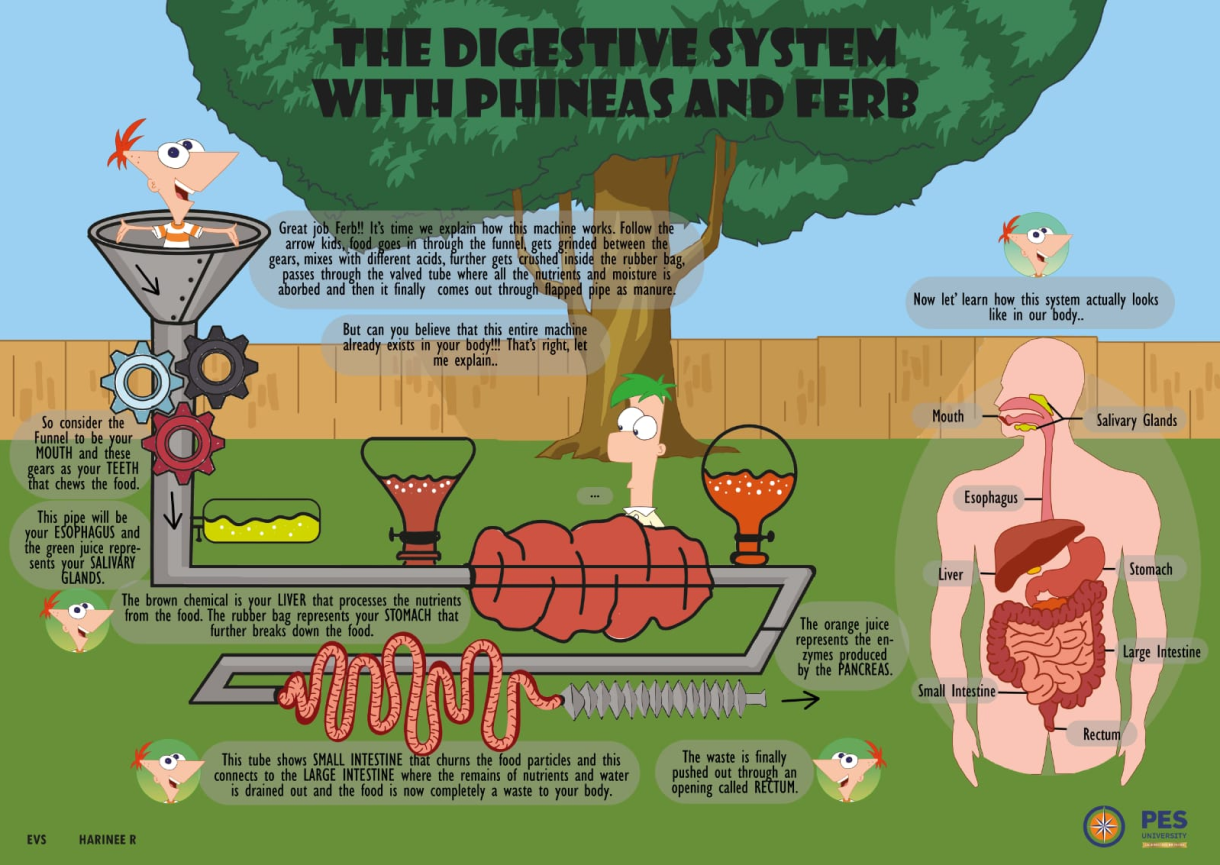 THE DIGESTIVE SYSTEM
WITH PHINEAS AND FERB
Great job Ferb!! It's time we explain how this machine works. Follow the
arrow kids, food goes in through the funnel, gets grinded between the
gears, mixes with different acids, further gets crushed inside the rubber bag,
passes through the valved tube where all the nutrients and moisture is
aborbed and then it finally comes out through flapped pipe as manure.
But can you believe that this entire machine
already exists in your body!!! That's right, let
me explain..
So consider the
Funnel to be your
MOUTH and these
gears as your TEETH
that chews the food.
This pipe will be
your ESOPHAGUS and
the green juice repre-
sents your SALIVARY
GLANDS.
The brown chemical is your LIVER that processes the nutrients
from the food. The rubber bag represents your STOMACH that
further breaks down the food.
...
The orange juice
represents the en-
zymes produced
by the PANCREAS.
This tube shows SMALL INTESTINE that churns the food particles and this
connects to the LARGE INTESTINE where the remains of nutrients and water
is drained out and the food is now completely a waste to your body.
The waste is finally
pushed out through an
opening called RECTUM.
Now let' learn how this system actually looks
like in our body..
Mouth
Salivary Glands
Esophagus
Liver
Stomach
Large Intestine
Small Intestine
Rectum
EVS HARINEE R
PES
UNIVERSITY